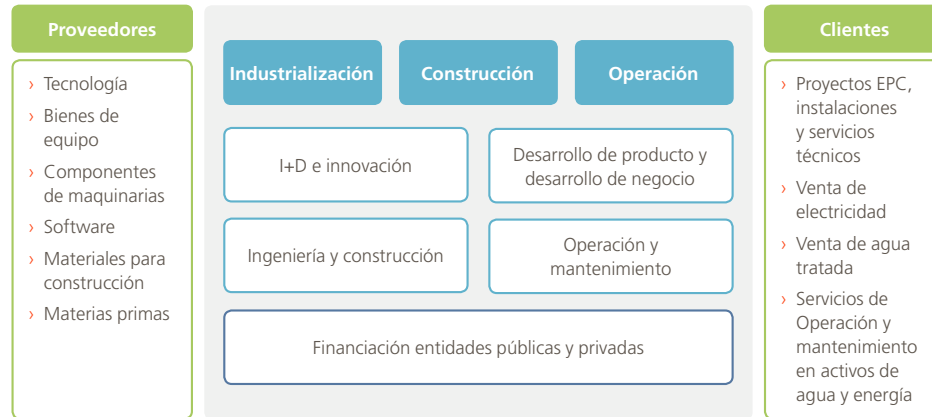 Proveedores
› Tecnología
› Bienes de
equipo
› Componentes
de maquinarias
› Software
› Materiales para
construcción
› Materias primas
Industrialización
Construcción
Operación
I+D e innovación
Desarrollo de producto y
desarrollo de negocio
Ingeniería y construcción
Operación y
mantenimiento
Financiación entidades públicas y privadas
Clientes
› Proyectos EPC,
instalaciones
y servicios
técnicos
› Venta de
electricidad
› Venta de agua
tratada
› Servicios de
Operación y
mantenimiento
en activos de
agua y energía